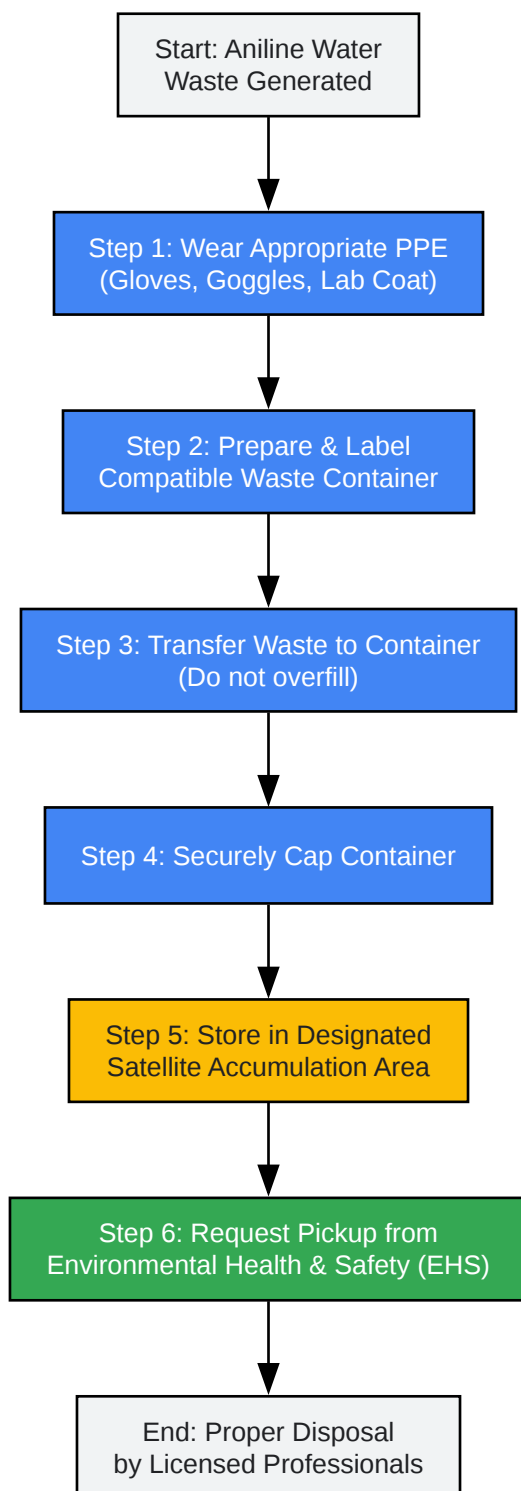 Start: Aniline Water
Waste Generated
Step 1: Wear Appropriate PPE
(Gloves, Goggles, Lab Coat)
Step 2: Prepare & Label
Compatible Waste Container
Step 3: Transfer Waste to Container
(Do not overfill)
Step 4: Securely Cap Container
Step 5: Store in Designated
Satellite Accumulation Area
Step 6: Request Pickup from
Environmental Health & Safety (EHS)
End: Proper Disposal
by Licensed Professionals